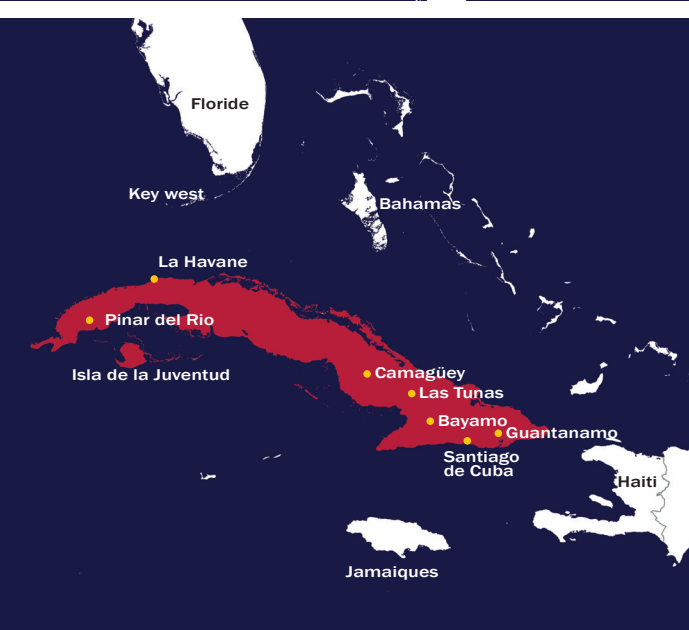 Floride
Key west
Bahamas
La Havane
Pinar del Rio
Isla de la Juventud
Camagüey
Las Tunas
Bayamo
Guantanamo
Santiago
de Cuba
Haiti
Jamaiques